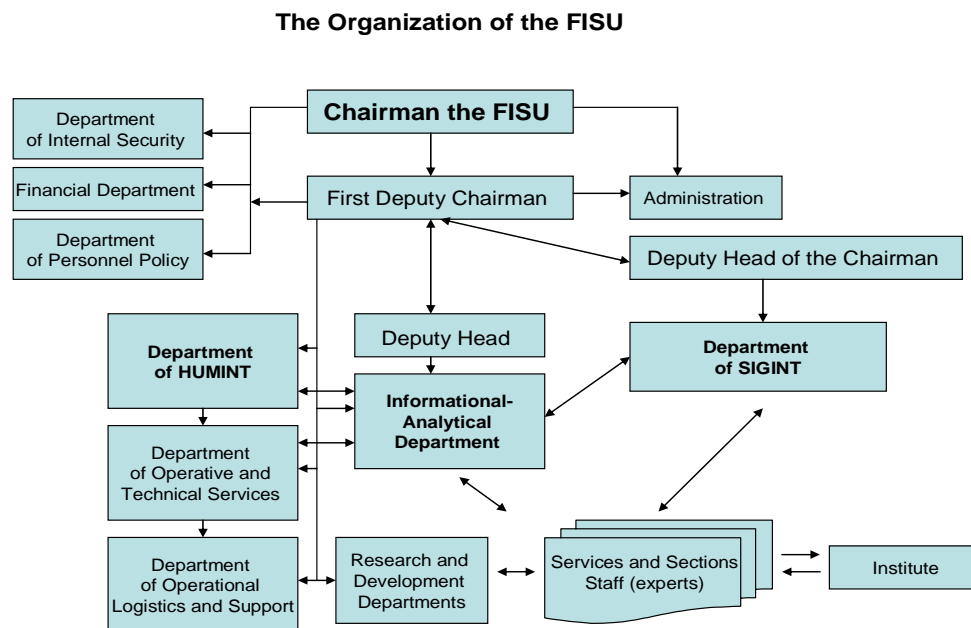 The Organization of the FISU
Chairman the FISU
Department
of Internal Security
Financial Department
Department
of Personnel Policy
First Deputy Chairman
Administration
Deputy Head of the Chairman
Deputy Head
Department
of HUMINT
Informational-
Analytical
Department
Department
of SIGINT
Department
of Operative and
Technical Services
Department
of Operational
Logistics and Support
Research and
Development
Departments
Services and Sections
Staff (experts)
Institute